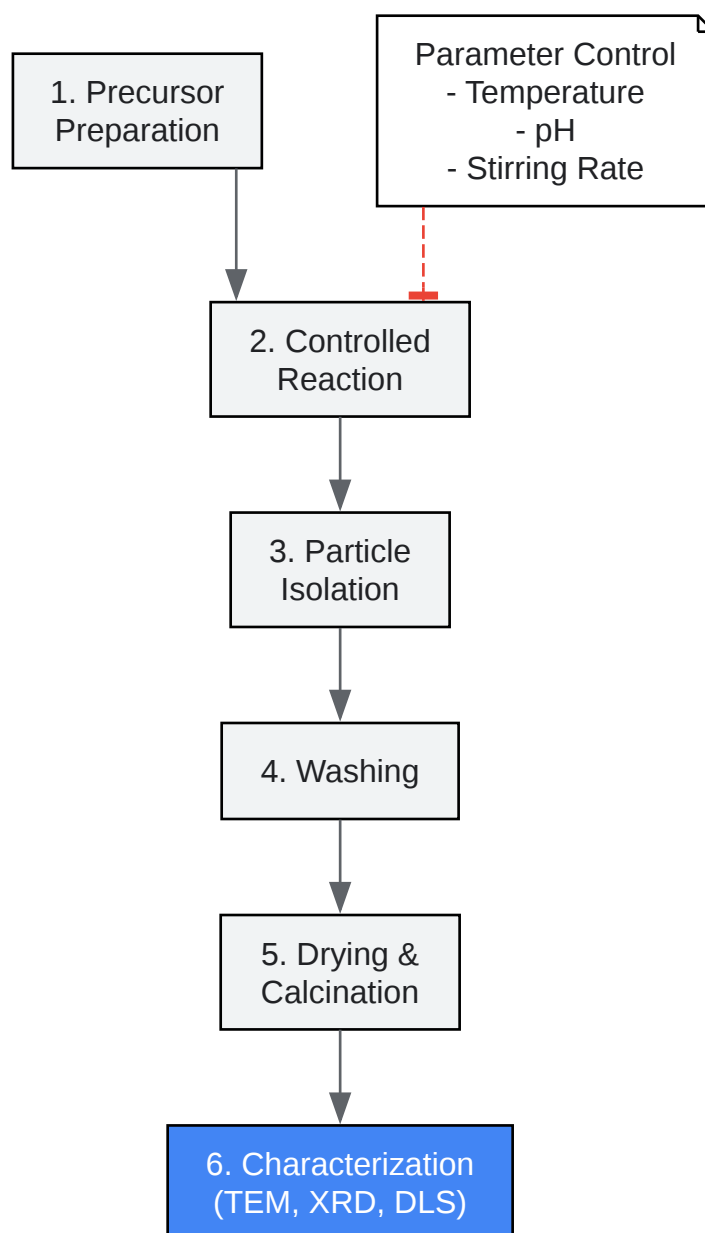 1. Precursor
Preparation
Parameter Control
- Temperature
- pH
- Stirring Rate
2. Controlled
Reaction
3. Particle
Isolation
4. Washing
5. Drying &
Calcination
6. Characterization
(TEM, XRD, DLS)